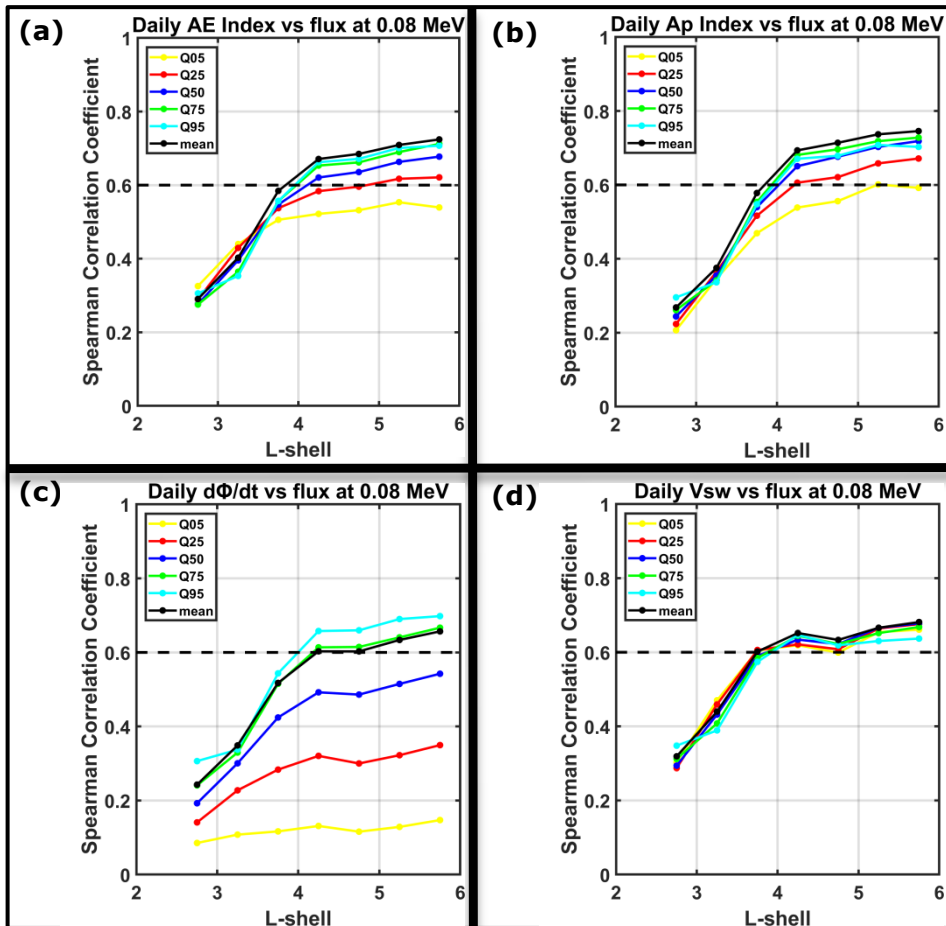 (a)
Daily AE Index vs flux at 0.08 MeV
Spearman Correlation Coefficient
1
0.8
0.6
0.4
0.2
0
Q05
Q25
Q50
Q75
Q95
mean
2
3
4
5
6
L-shell
(b)
Daily Ap Index vs flux at 0.08 MeV
Spearman Correlation Coefficient
1
0.8
0.6
0.4
0.2
0
Q05
Q25
Q50
Q75
Q95
mean
2
3
4
5
6
L-shell
(c)
Daily dΦ/dt vs flux at 0.08 MeV
Spearman Correlation Coefficient
1
0.8
0.6
0.4
0.2
0
Q05
Q25
Q50
Q75
Q95
mean
2
3
4
5
6
L-shell
(d)
Daily Vsw vs flux at 0.08 MeV
Spearman Correlation Coefficient
1
0.8
0.6
0.4
0.2
0
Q05
Q25
Q50
Q75
Q95
mean
2
3
4
5
6
L-shell